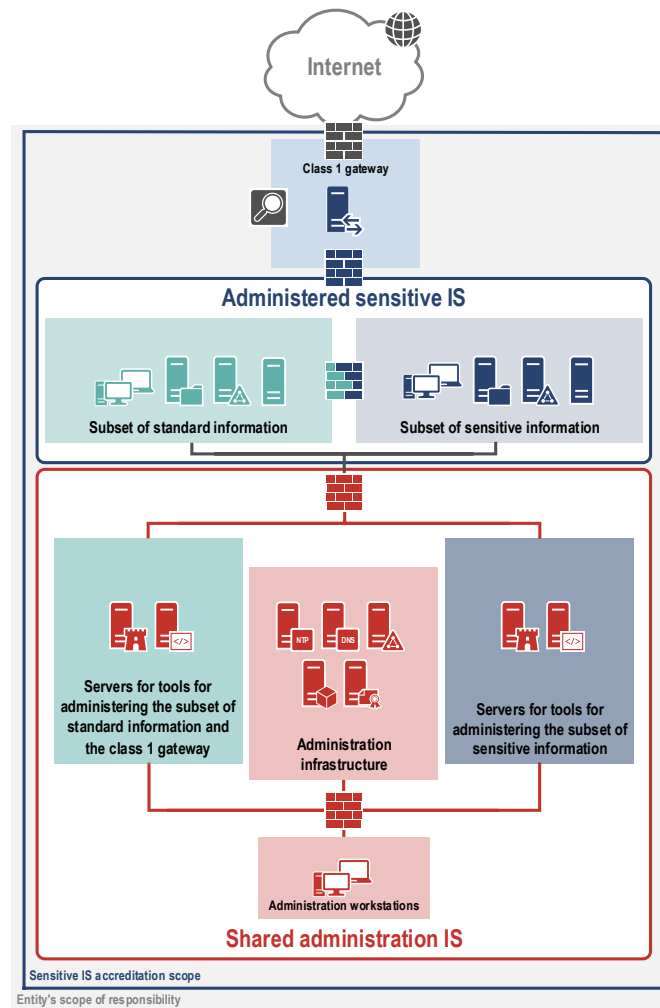 Internet
Class 1 gateway
Administered sensitive IS
Subset of standard information
Subset of sensitive information
NTP
DNS
</>
</>
Servers for tools for
administering the subset of
standard information and
the class 1 gateway
Administration
infrastructure
Servers for tools for
administering the subset of
sensitive information
Administration workstations
Shared administration IS
Sensitive IS accreditation scope
Entity's scope of responsibility